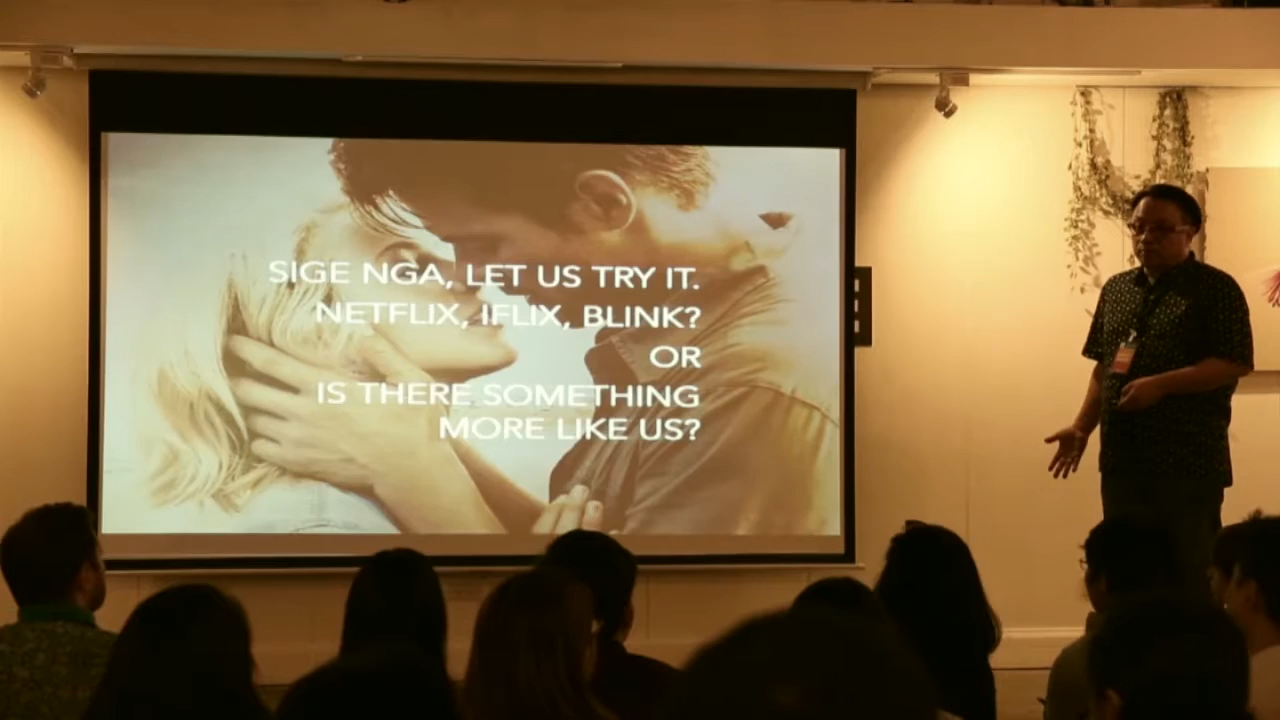 SIGE NGA, LET US TRY IT.
NETFLIX, IFLIX, BLINK?
OR
IS THERE SOMETHING
MORE LIKE US?